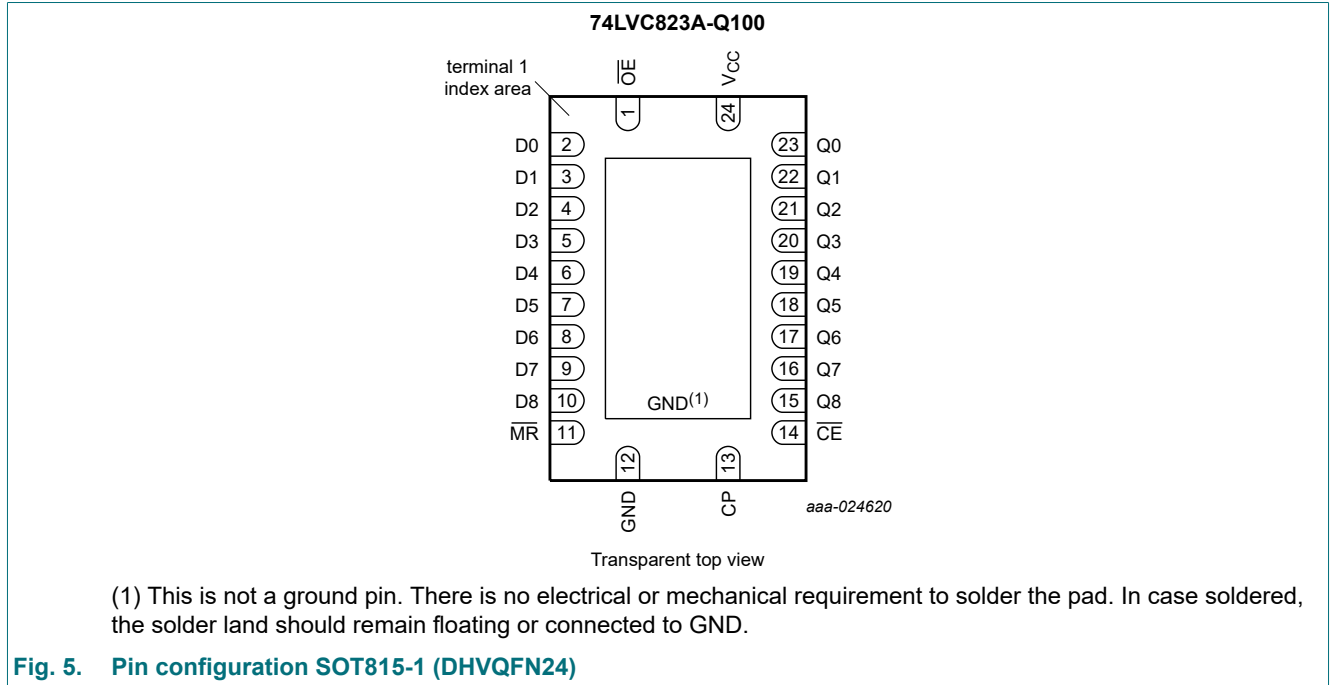 74LVC823A-Q100
terminal 1
index area
OE
VCC
1
24
D0 2 23 Q0
D1 3 22 Q1
D2 4 21 Q2
D3 5 20 Q3
D4 6 19 Q4
D5 7 18 Q5
D6 8 17 Q6
D7 9 16 Q7
D8 10 GND(1) 15 Q8
MR 11 14 CE
12
13
GND
CP
aaa-024620
Transparent top view
(1) This is not a ground pin. There is no electrical or mechanical requirement to solder the pad. In case soldered,
the solder land should remain floating or connected to GND.
Fig. 5. Pin configuration SOT815-1 (DHVQFN24)